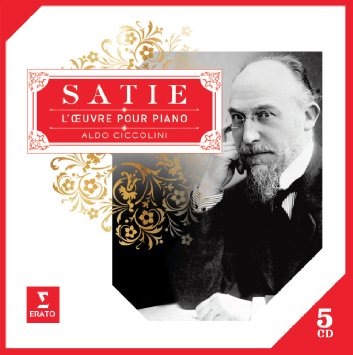 SATIE
L'ŒUVRE POUR PIANO
ALDO CICCOLINI
ERATO
5
CD